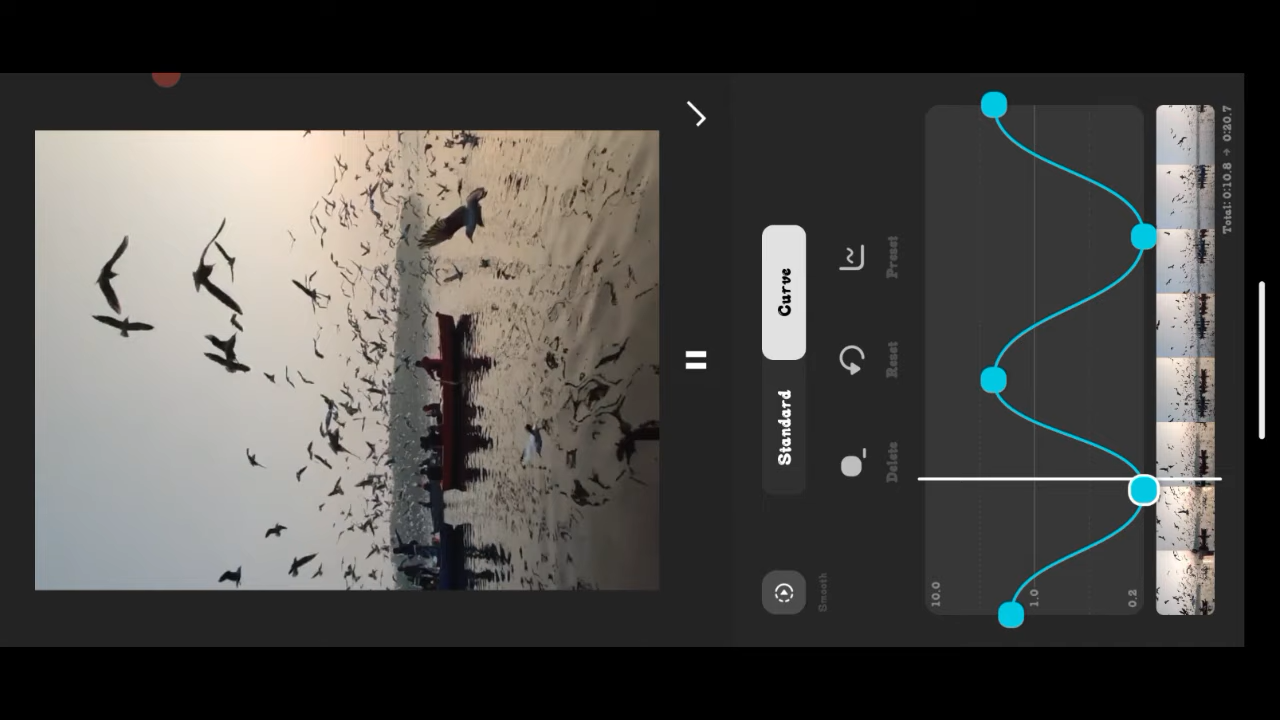 Standard
Curve
Delete
Reset
Preset
Smooth
10.0
1.0
0.2
Total: 0:10.8 → 0:20.7